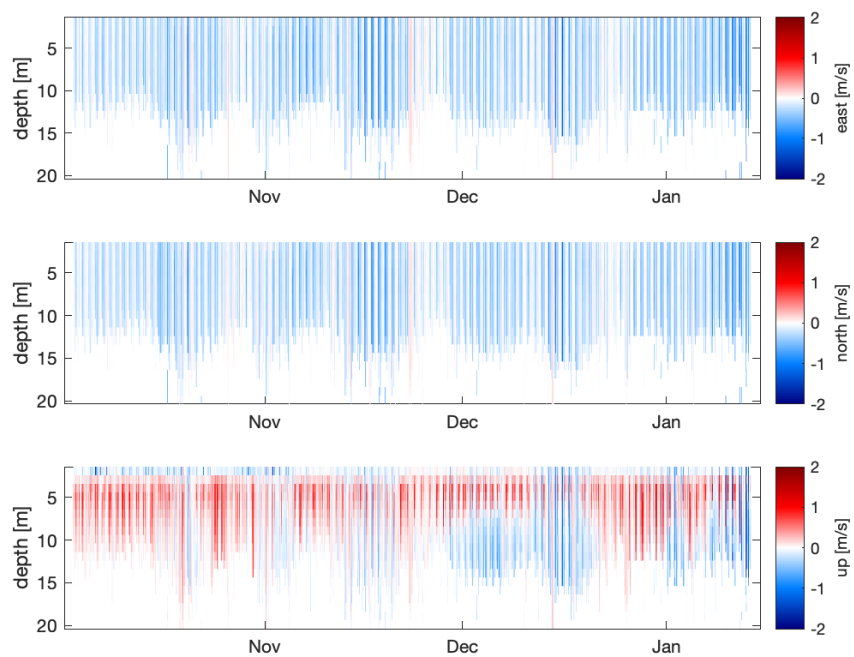 2
5
1
10
0
15
-1
20
-2
Nov
Dec
Jan
depth [m]
east [m/s]
2
5
1
10
0
15
-1
20
-2
Nov
Dec
Jan
depth [m]
north [m/s]
2
5
1
10
0
15
-1
20
-2
Nov
Dec
Jan
depth [m]
up [m/s]